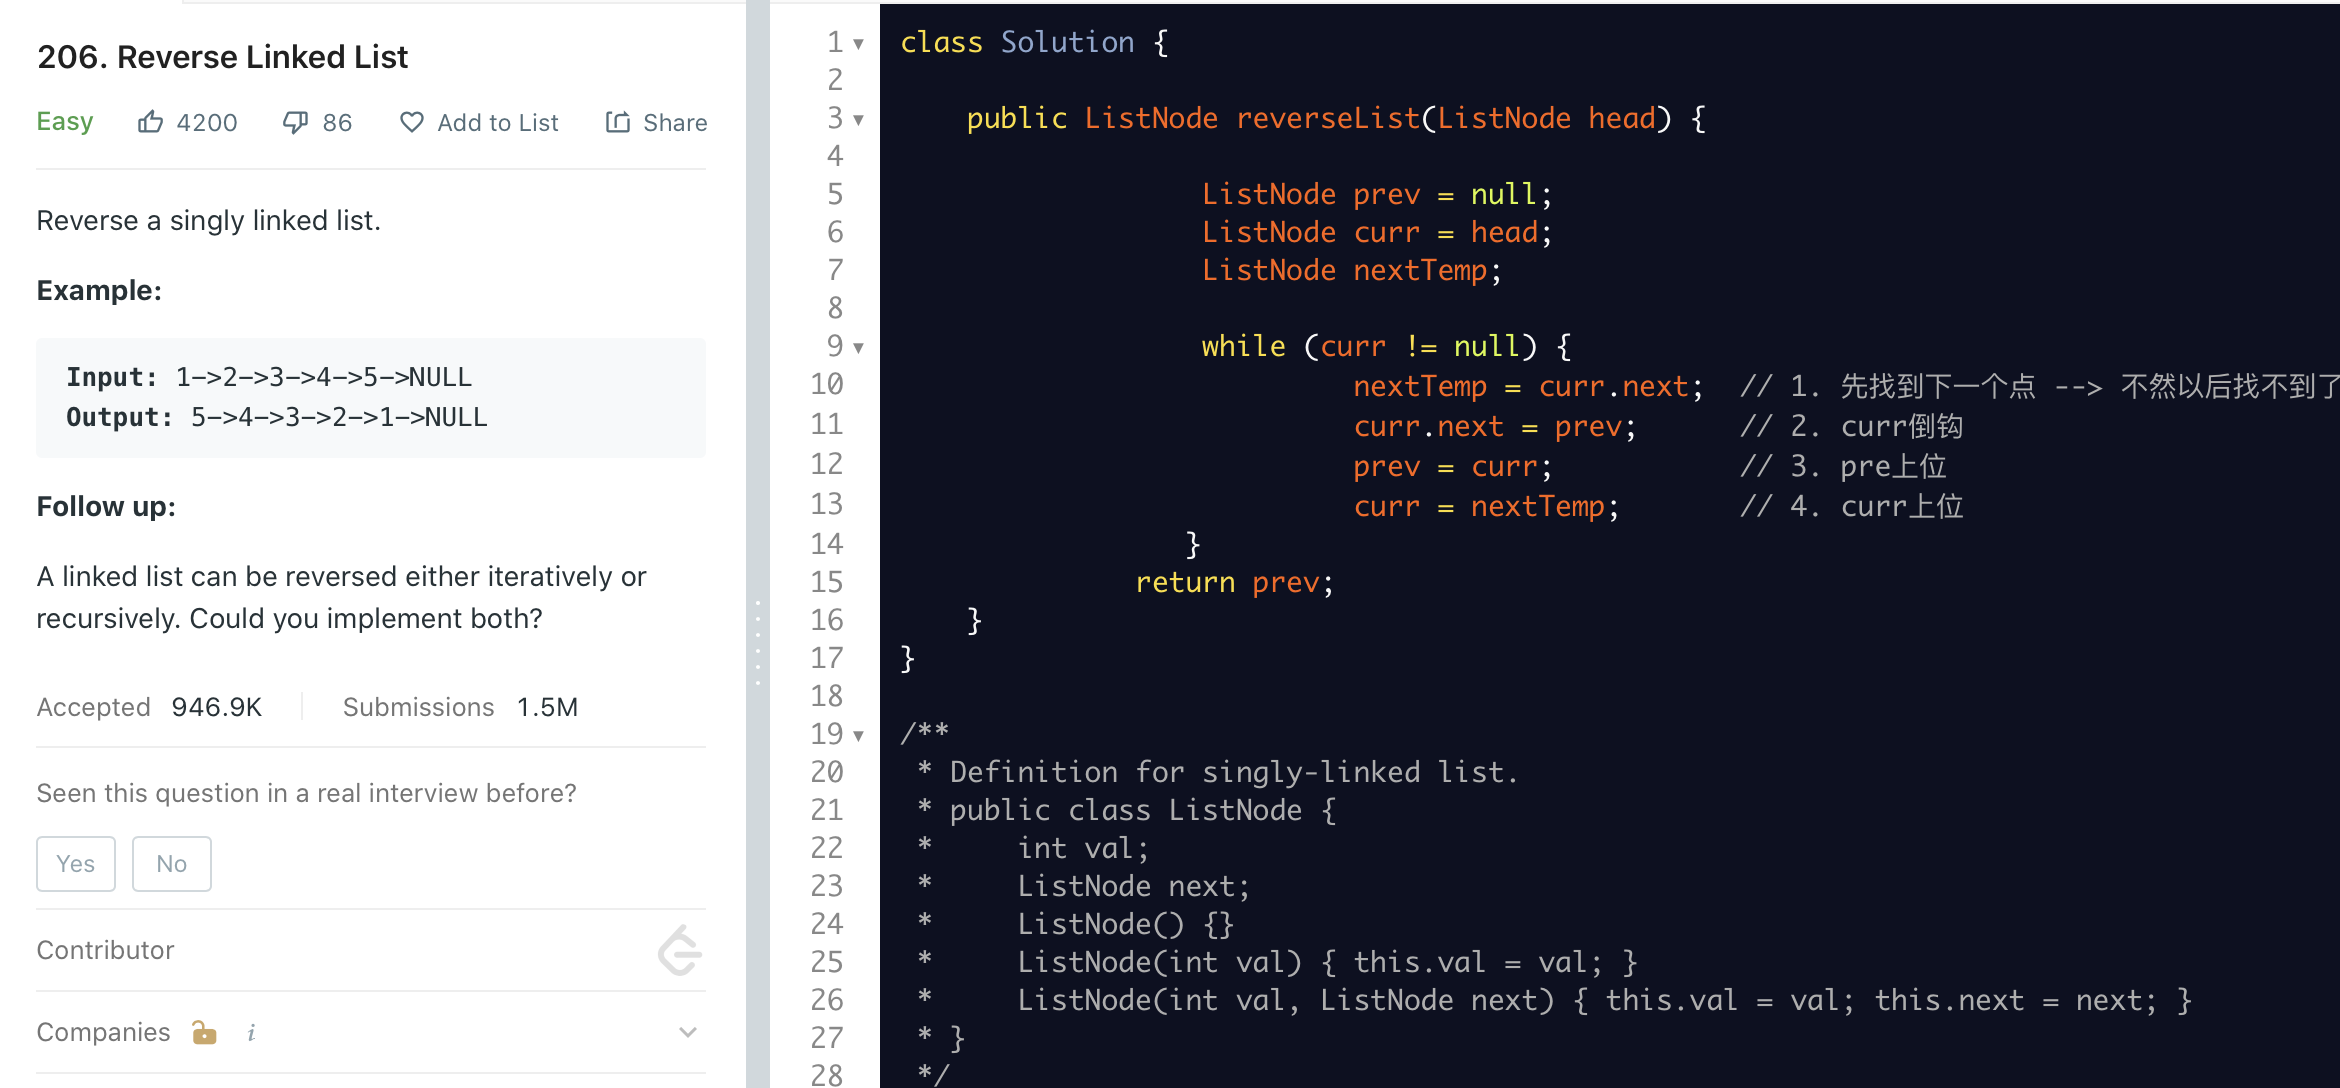 206. Reverse Linked List
Easy 4200 86 Add to List Share
Reverse a singly linked list.
Example:
Input: 1->2->3->4->5->NULL
Output: 5->4->3->2->1->NULL
Follow up:
A linked list can be reversed either iteratively or
recursively. Could you implement both?
Accepted 946.9K Submissions 1.5M
Seen this question in a real interview before?
Yes No
Contributor
Companies i
1 class Solution {
2
3 public ListNode reverseList(ListNode head) {
4
5 ListNode prev = null;
6 ListNode curr = head;
7 ListNode nextTemp;
8
9 while (curr != null) {
10 nextTemp = curr.next; // 1. 先找到下一个点 --> 不然以后找不到了
11 curr.next = prev; // 2. curr倒钩
12 prev = curr; // 3. pre上位
13 curr = nextTemp; // 4. curr上位
14 }
15 return prev;
16 }
17 }
18
19 /**
20 * Definition for singly-linked list.
21 * public class ListNode {
22 * int val;
23 * ListNode next;
24 * ListNode() {}
25 * ListNode(int val) { this.val = val; }
26 * ListNode(int val, ListNode next) { this.val = val; this.next = next; }
27 * }
28 */